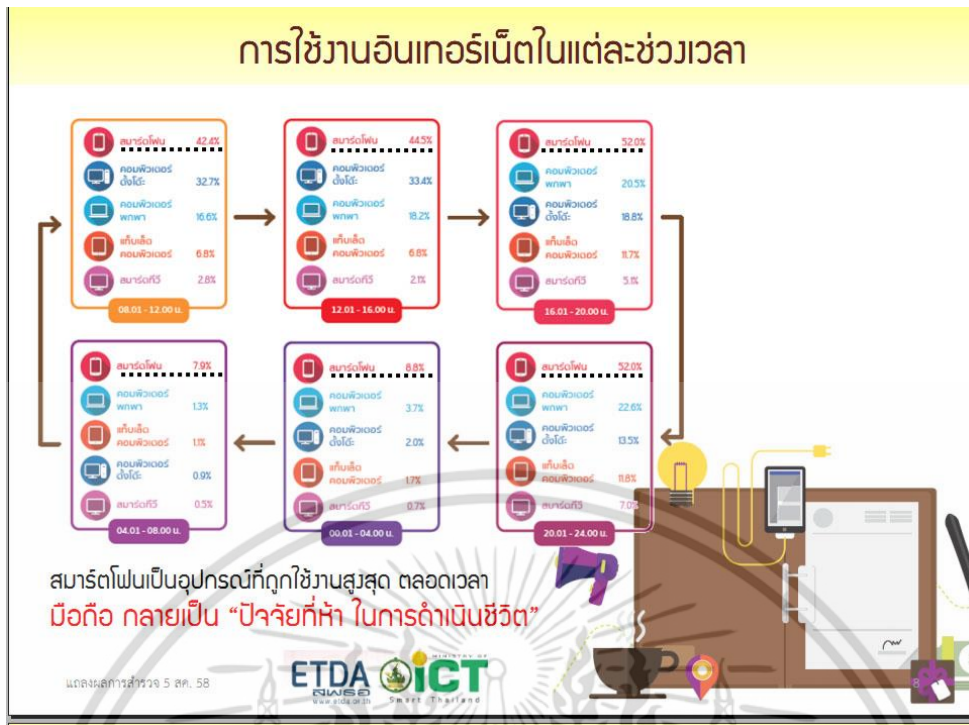 การใช้งานอินเทอร์เน็ตในแต่ละช่วงเวลา
สมาร์ตโฟน 42.4%
คอมพิวเตอร์
ตั้งโต๊ะ 32.7%
คอมพิวเตอร์
พกพา 16.6%
แท็บเล็ต
คอมพิวเตอร์ 6.8%
สมาร์ตทีวี 2.8%
08.01 - 12.00 น.
สมาร์ตโฟน 44.5%
คอมพิวเตอร์
ตั้งโต๊ะ 33.4%
คอมพิวเตอร์
พกพา 18.2%
แท็บเล็ต
คอมพิวเตอร์ 6.8%
สมาร์ตทีวี 2.1%
12.01 - 16.00 น.
สมาร์ตโฟน 52.0%
คอมพิวเตอร์
พกพา 20.5%
คอมพิวเตอร์
ตั้งโต๊ะ 18.8%
แท็บเล็ต
คอมพิวเตอร์ 11.7%
สมาร์ตทีวี 5.1%
16.01 - 20.00 น.
สมาร์ตโฟน 7.9%
คอมพิวเตอร์
พกพา 1.3%
แท็บเล็ต
คอมพิวเตอร์ 1.1%
คอมพิวเตอร์
ตั้งโต๊ะ 0.9%
สมาร์ตทีวี 0.5%
04.01 - 08.00 น.
สมาร์ตโฟน 8.8%
คอมพิวเตอร์
พกพา 3.7%
คอมพิวเตอร์
ตั้งโต๊ะ 2.0%
แท็บเล็ต
คอมพิวเตอร์ 1.7%
สมาร์ตทีวี 0.7%
00.01 - 04.00 น.
สมาร์ตโฟน 52.0%
คอมพิวเตอร์
พกพา 22.6%
คอมพิวเตอร์
ตั้งโต๊ะ 13.5%
แท็บเล็ต
คอมพิวเตอร์ 11.8%
สมาร์ตทีวี 7.0%
20.01 - 24.00 น.
สมาร์ตโฟนเป็นอุปกรณ์ที่ถูกใช้งานสูงสุด ตลอดเวลา
มือถือ กลายเป็น “ปัจจัยที่ห้า ในการดำเนินชีวิต”
แถลงผลการสำรวจ 5 สค. 58
ETDA
สพธอ
www.etda.or.th
MINISTRY OF
ICT
Smart Thailand
8